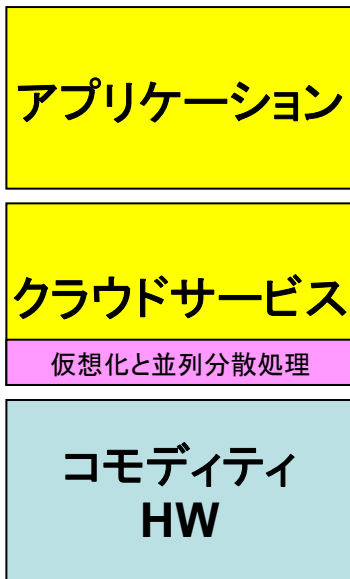 アプリケーション
クラウドサービス
仮想化と並列分散処理
コモディティ
HW